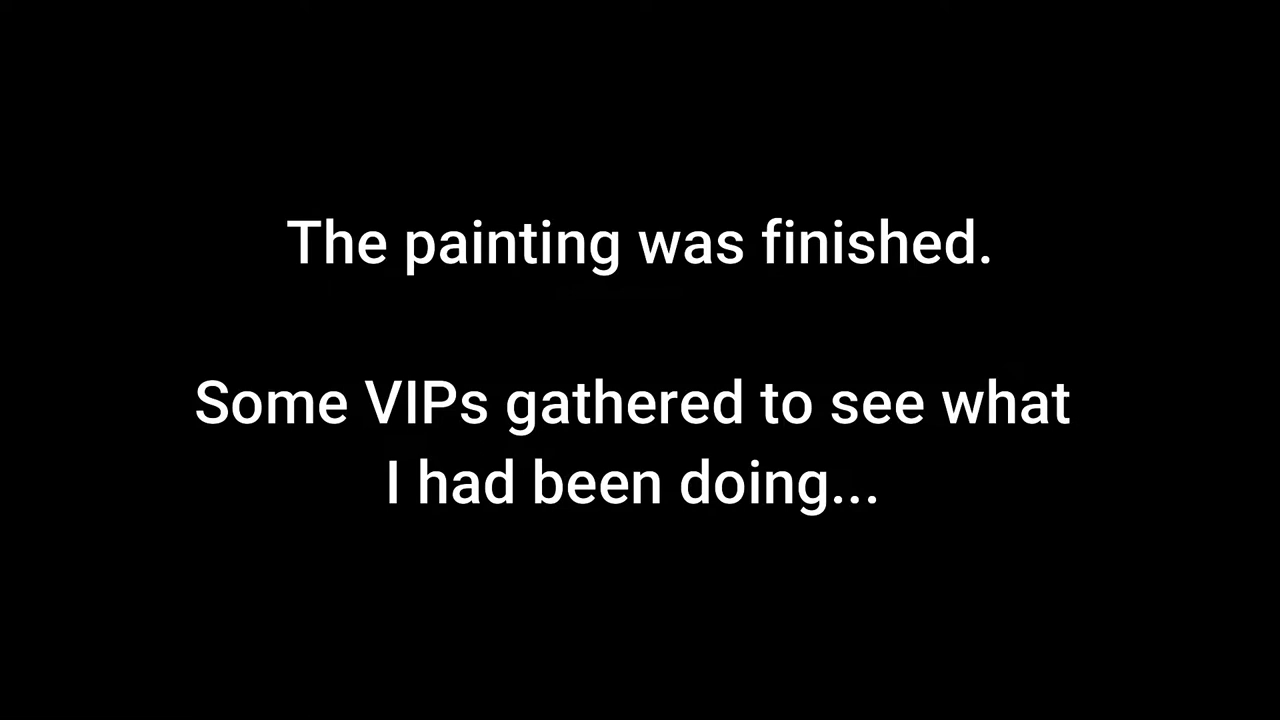 The painting was finished.
Some VIPs gathered to see what
I had been doing...